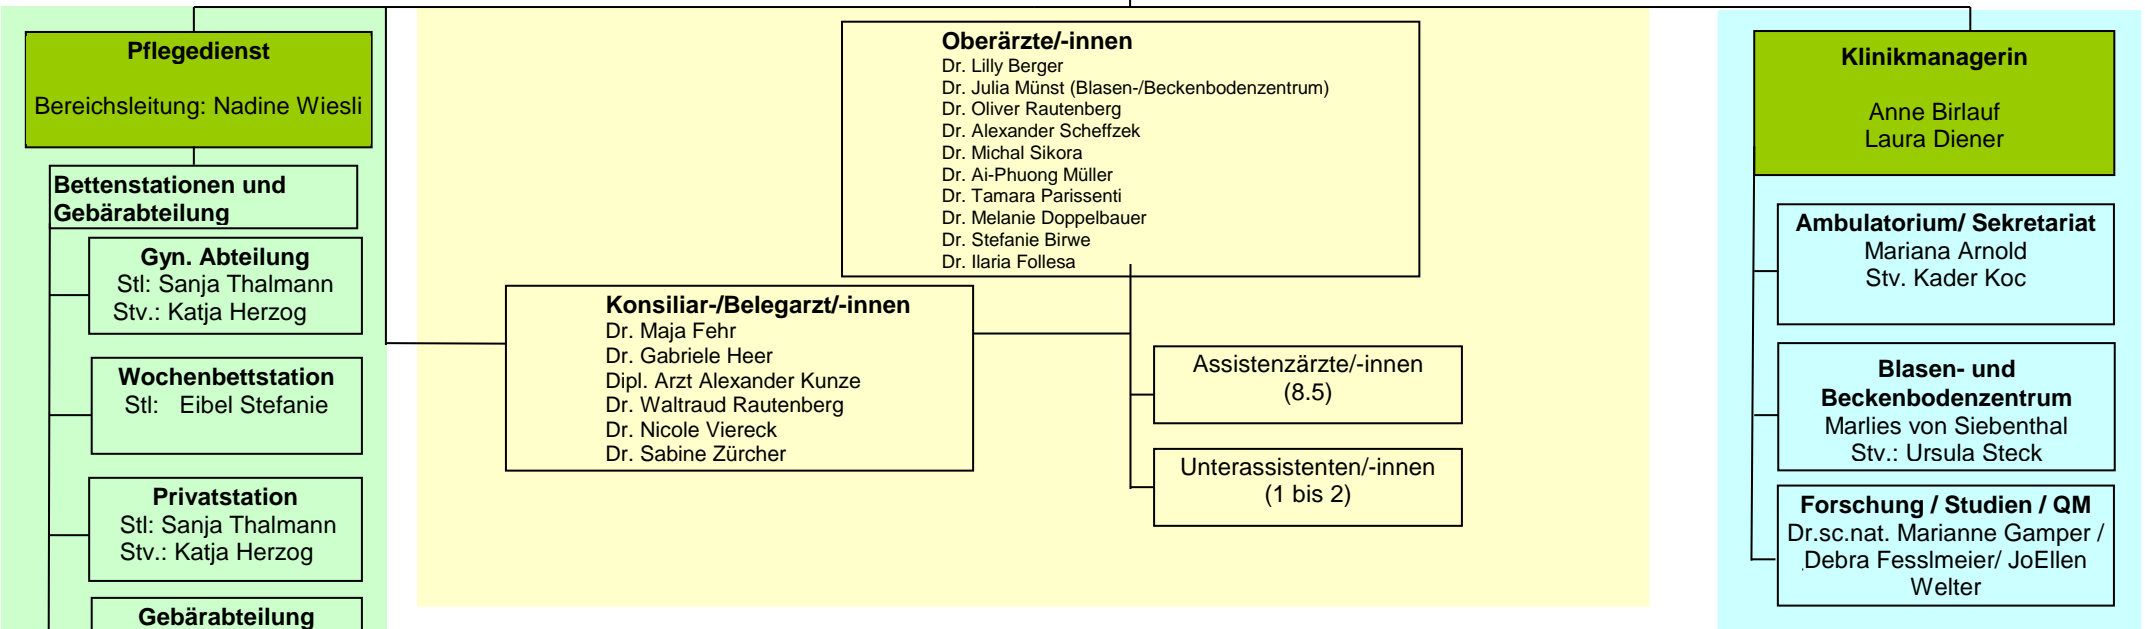 Pflegedienst
Bereichsleitung: Nadine Wiesli
Bettenstationen und
Gebärabteilung
Gyn. Abteilung
Stl: Sanja Thalmann
Stv.: Katja Herzog
Wochenbettstation
Stl: Eibel Stefanie
Privatstation
Stl: Sanja Thalmann
Stv.: Katja Herzog
Gebärabteilung
Oberärzte/-innen
Dr. Lilly Berger
Dr. Julia Münst (Blasen-/Beckenbodenzentrum)
Dr. Oliver Rautenberg
Dr. Alexander Scheffzek
Dr. Michal Sikora
Dr. Ai-Phuong Müller
Dr. Tamara Parissenti
Dr. Melanie Doppelbauer
Dr. Stefanie Birwe
Dr. Ilaria Follesa
Konsiliar-/Belegarzt/-innen
Dr. Maja Fehr
Dr. Gabriele Heer
Dipl. Arzt Alexander Kunze
Dr. Waltraud Rautenberg
Dr. Nicole Viereck
Dr. Sabine Zürcher
Assistenzärzte/-innen
(8.5)
Unterassistenten/-innen
(1 bis 2)
Klinikmanagerin
Anne Birlauf
Laura Diener
Ambulatorium/ Sekretariat
Mariana Arnold
Stv. Kader Koc
Blasen- und
Beckenbodenzentrum
Marlies von Siebenthal
Stv.: Ursula Steck
Forschung / Studien / QM
Dr.sc.nat. Marianne Gamper /
Debra Fesslmeier/ JoEllen
Welter